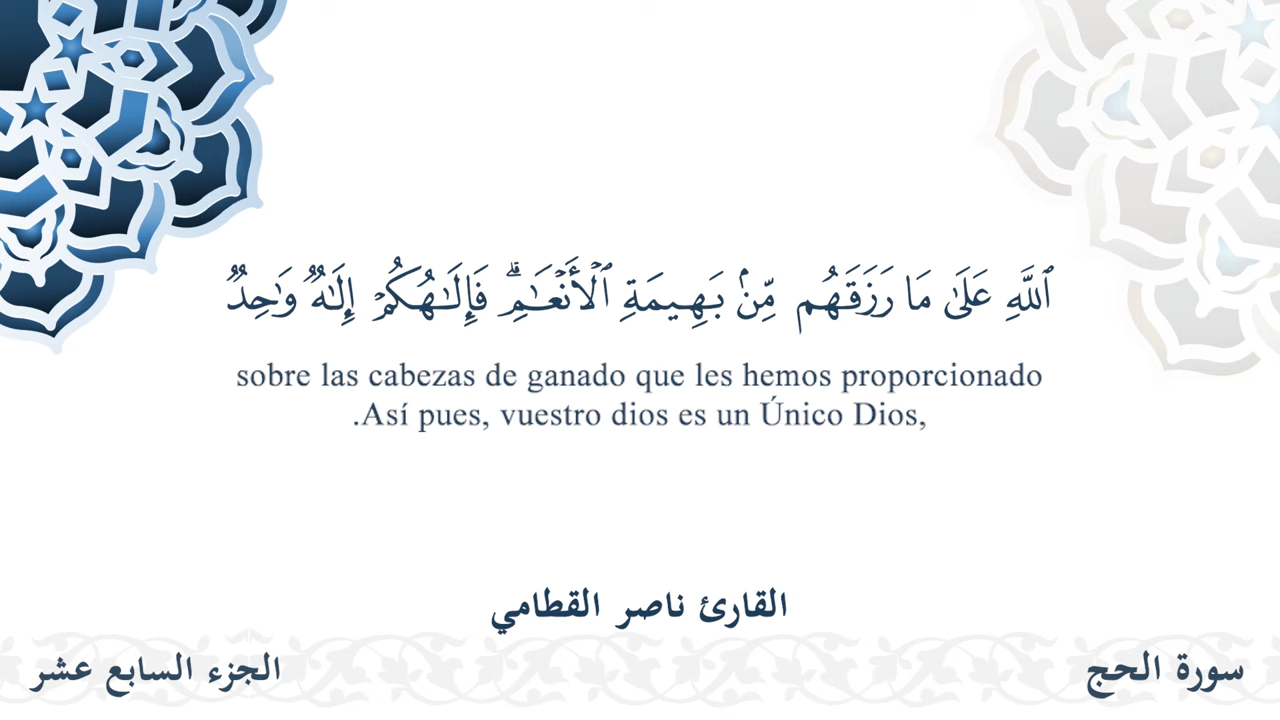 ٱللَّهِ عَلَىٰ مَا رَزَقَهُم مِّنۢ بَهِيمَةِ ٱلۡأَنۡعَٰمِۗ فَإِلَٰهُكُمۡ إِلَٰهٞ وَٰحِدٞ
sobre las cabezas de ganado que les hemos proporcionado
.Así pues, vuestro dios es un Único Dios,
القارئ ناصر القطامي
سورة الحج
الجزء السابع عشر